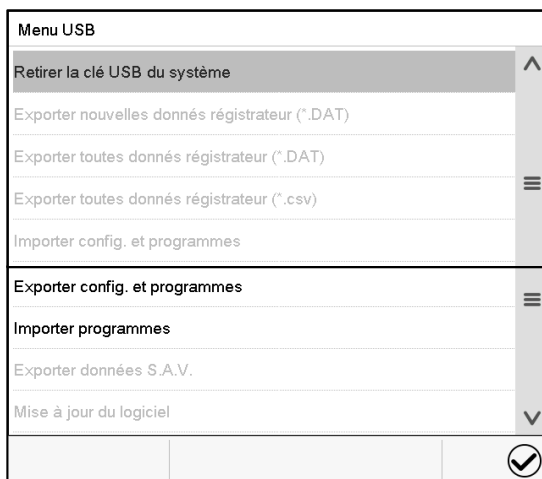 Menu USB
Retirer la clé USB du système
Exporter nouvelles donnés régistrateur (*.DAT)
Exporter toutes donnés régistrateur (*.DAT)
Exporter toutes donnés régistrateur (*.csv)
Importer config. et programmes
Exporter config. et programmes
Importer programmes
Exporter données S.A.V.
Mise à jour du logiciel